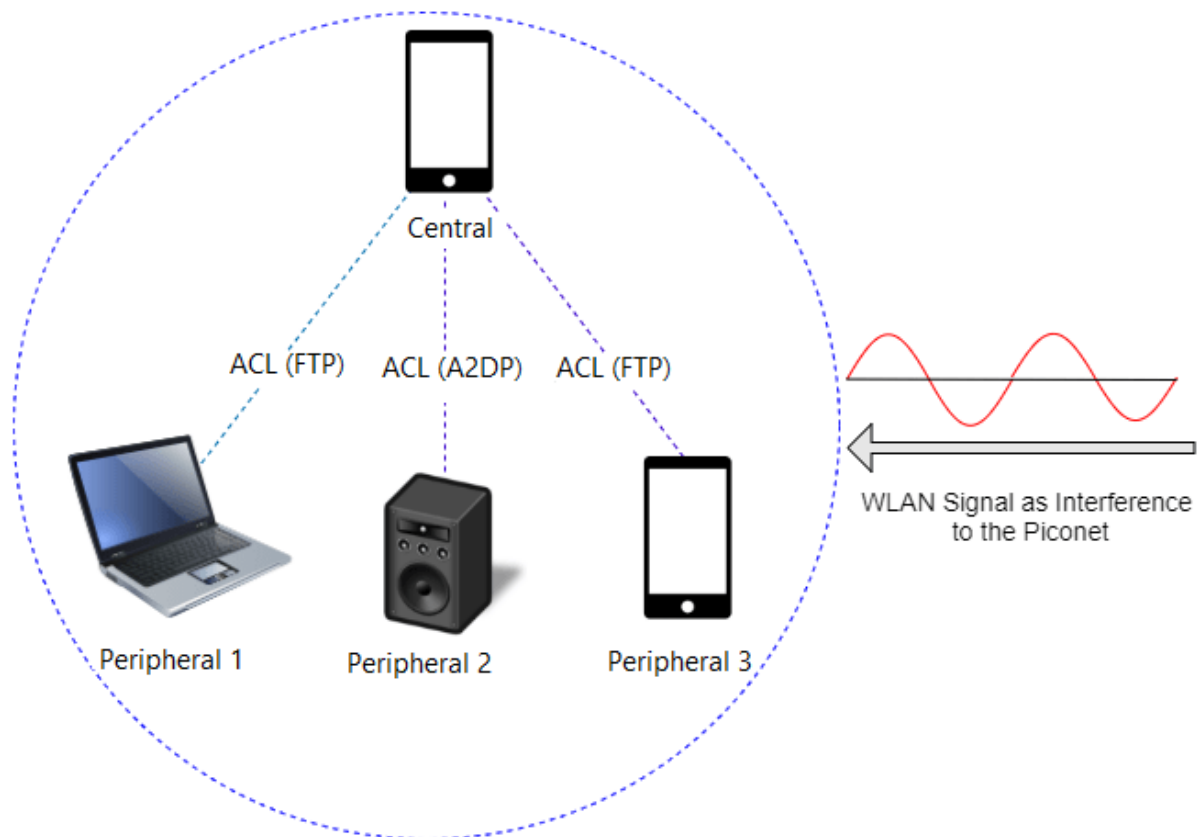 Central
ACL (FTP)
ACL (A2DP)
ACL (FTP)
WLAN Signal as Interference
to the Piconet
Peripheral 1
Peripheral 2
Peripheral 3